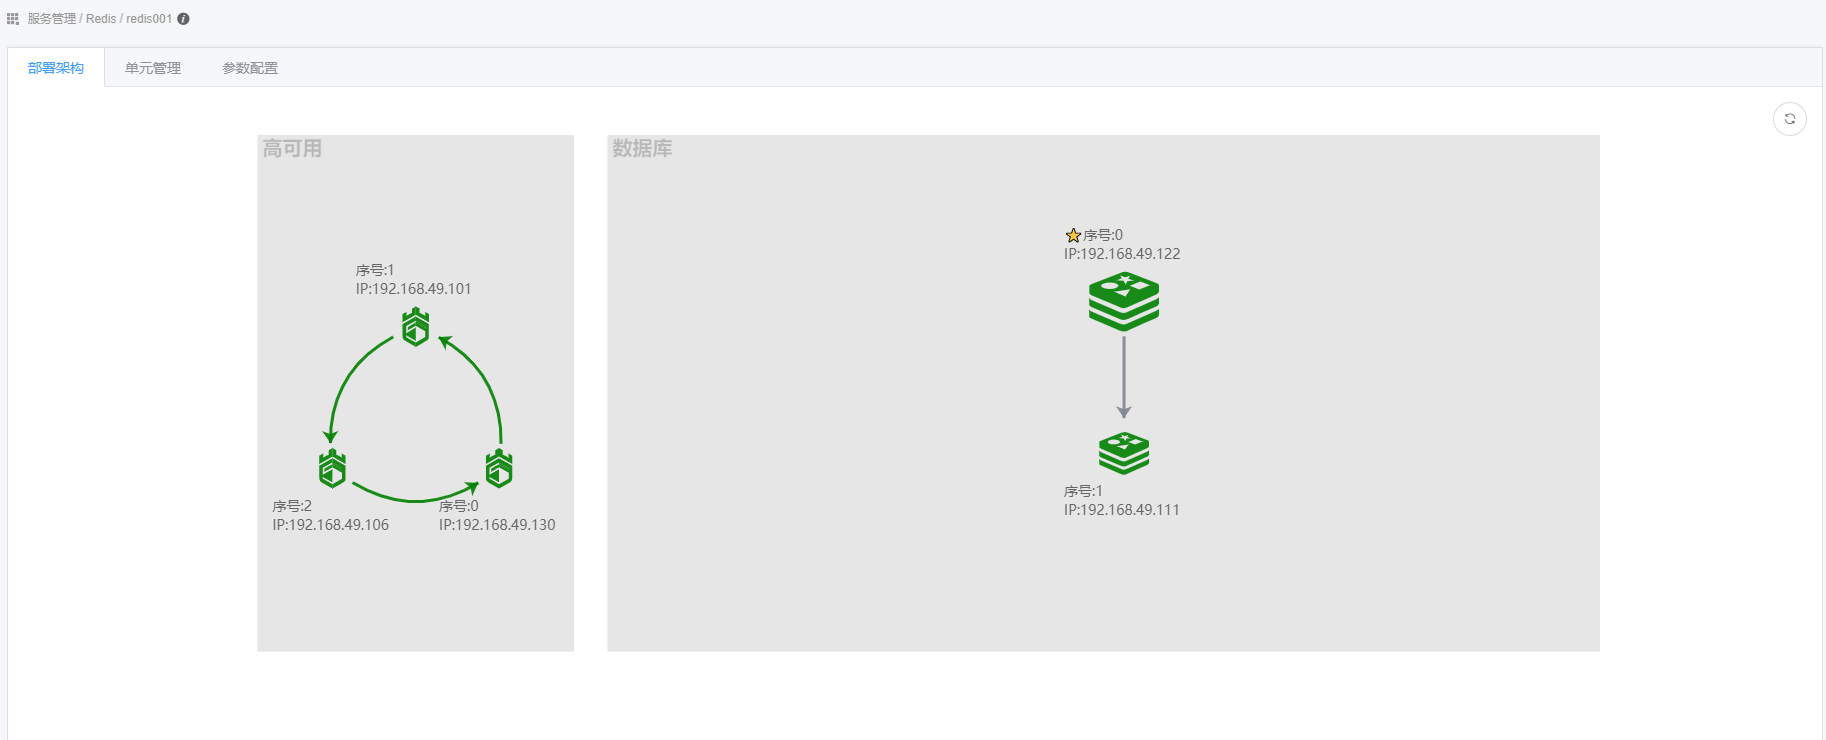 服务管理 / Redis / redis001
部署架构
单元管理
参数配置
高可用
序号:1
IP:192.168.49.101
序号:2
IP:192.168.49.106
序号:0
IP:192.168.49.130
数据库
序号:0
IP:192.168.49.122
序号:1
IP:192.168.49.111